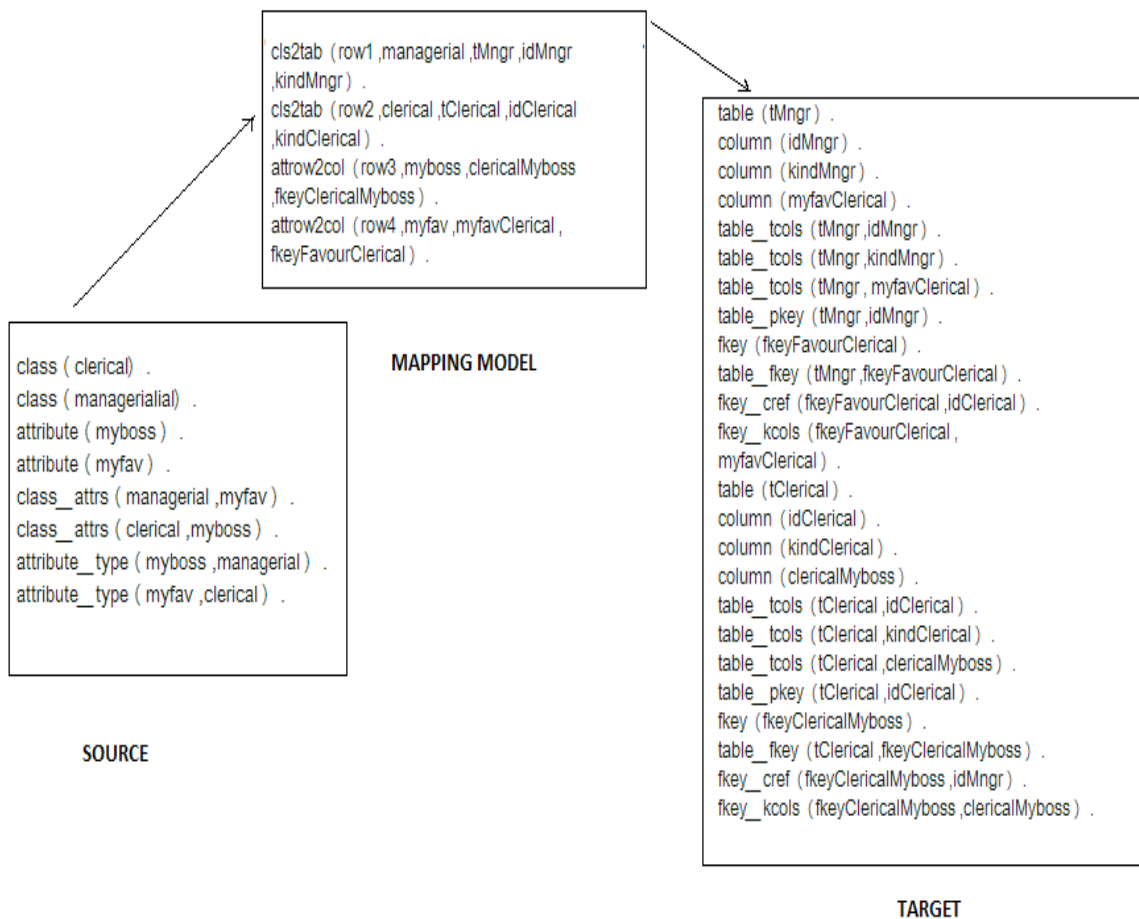 cls2tab (row1 ,managerial ,tMngr ,idMngr
,kindMngr ) .
cls2tab (row2 ,clerical ,tClerical ,idClerical
,kindClerical ) .
attrow2col (row3 ,myboss ,clericalMyboss
,fkeyClericalMyboss ) .
attrow2col (row4 ,myfav ,myfavClerical ,
fkeyFavourClerical ) .
MAPPING MODEL
class ( clerical) .
class ( managerialial) .
attribute ( myboss ) .
attribute ( myfav ) .
class__attrs ( managerial ,myfav ) .
class__attrs ( clerical ,myboss ) .
attribute__type ( myboss ,managerial ) .
attribute__type ( myfav ,clerical ) .
SOURCE
table ( tMngr ) .
column ( idMngr ) .
column ( kindMngr ) .
column ( myfavClerical ) .
table__tcols ( tMngr ,idMngr ) .
table__tcols ( tMngr ,kindMngr ) .
table__tcols ( tMngr , myfavClerical ) .
table__pkey ( tMngr ,idMngr ) .
fkey ( fkeyFavourClerical ) .
table__fkey ( tMngr ,fkeyFavourClerical ) .
fkey__cref ( fkeyFavourClerical ,idClerical ) .
fkey__kcols ( fkeyFavourClerical ,
myfavClerical ) .
table ( tClerical ) .
column ( idClerical ) .
column ( kindClerical ) .
column ( clericalMyboss ) .
table__tcols ( tClerical ,idClerical ) .
table__tcols ( tClerical ,kindClerical ) .
table__tcols ( tClerical ,clericalMyboss ) .
table__pkey ( tClerical ,idClerical ) .
fkey ( fkeyClericalMyboss ) .
table__fkey ( tClerical ,fkeyClericalMyboss ) .
fkey__cref ( fkeyClericalMyboss ,idMngr ) .
fkey__kcols ( fkeyClericalMyboss ,clericalMyboss ) .
TARGET